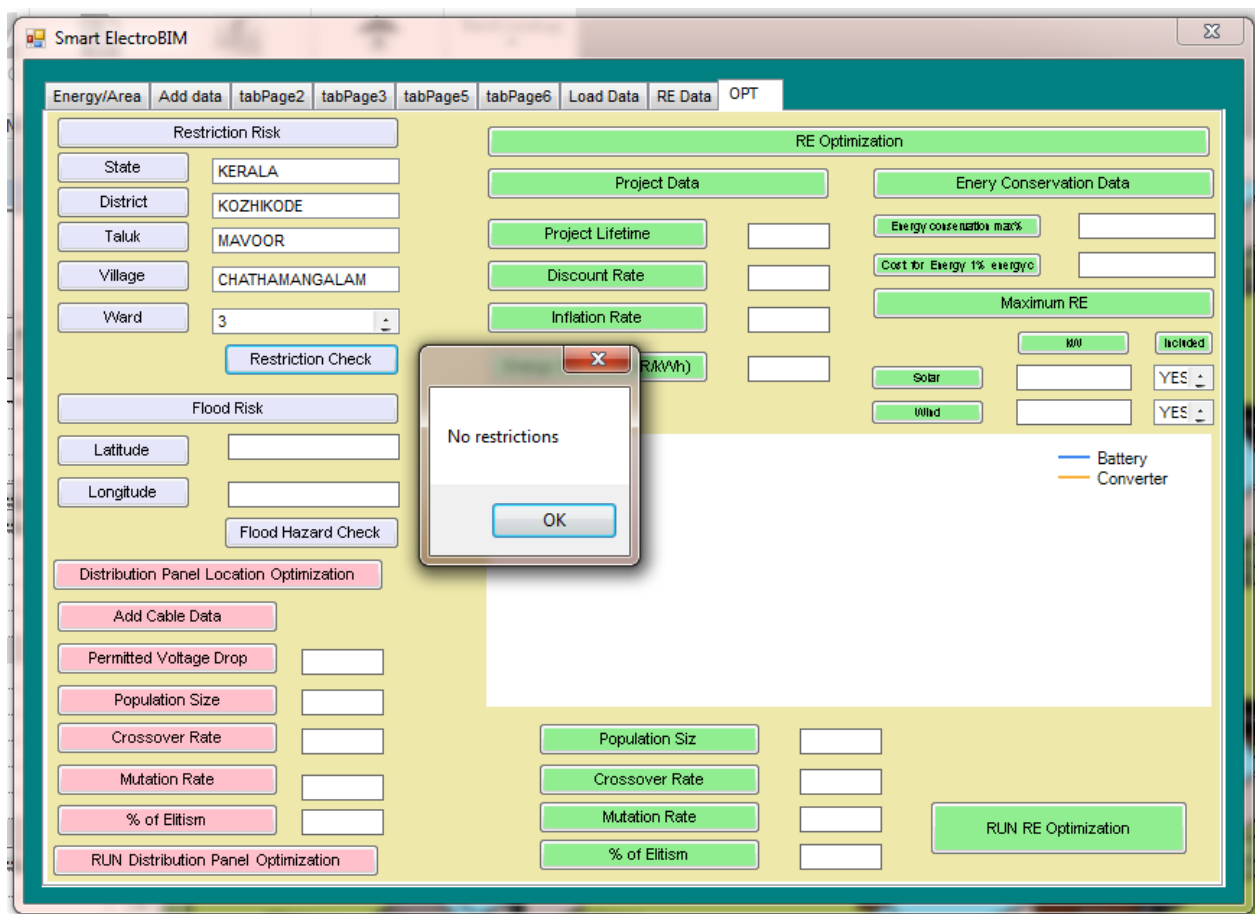 Smart ElectroBIM
Energy/Area Add data tabPage2 tabPage3 tabPage5 tabPage6 Load Data RE Data OPT
Restriction Risk
State KERALA
District KOZHIKODE
Taluk MAVOOR
Village CHATHAMANGALAM
Ward 3
Restriction Check
Flood Risk
Latitude
Longitude
Flood Hazard Check
Distribution Panel Location Optimization
Add Cable Data
Permitted Voltage Drop
Population Size
Crossover Rate
Mutation Rate
% of Elitism
RUN Distribution Panel Optimization
RE Optimization
Project Data
Project Lifetime
Discount Rate
Inflation Rate
R/kWh)
Enery Conservation Data
Energy conservation max%
Cost for Energy 1% energyc
Maximum RE
kW Included
Solar YES
Wind YES
No restrictions
OK
Battery
Converter
Population Siz
Crossover Rate
Mutation Rate
% of Elitism
RUN RE Optimization